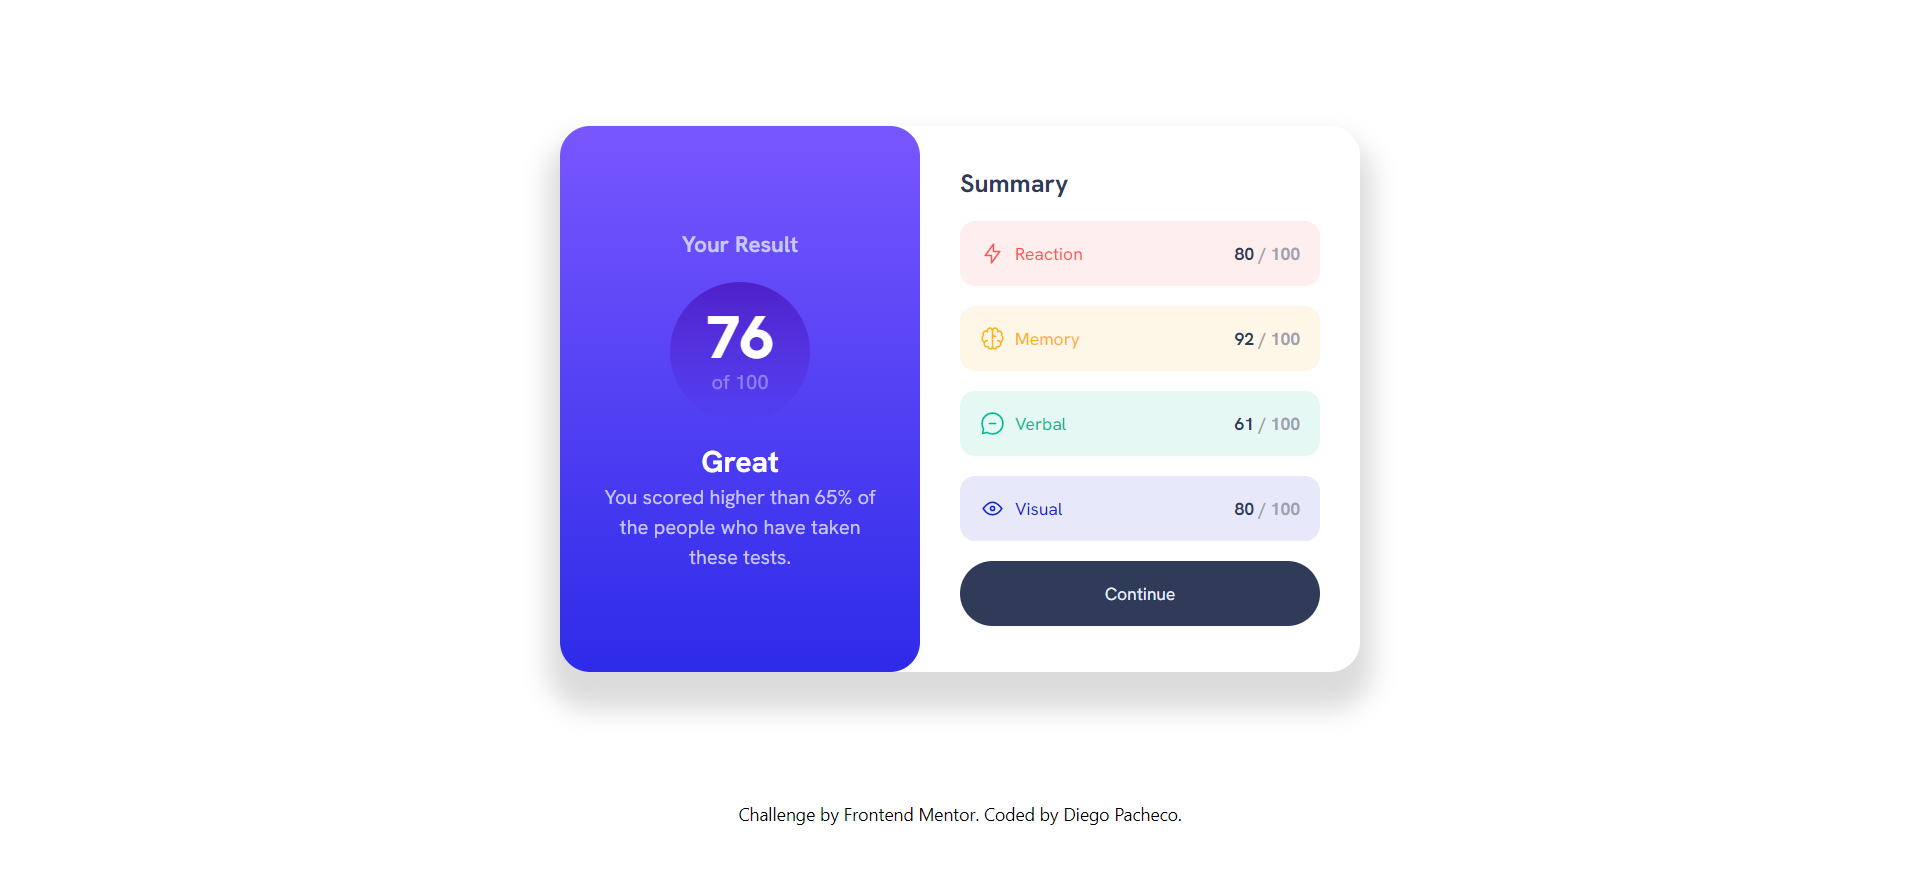 Your Result
76
of 100
Great
You scored higher than 65% of
the people who have taken
these tests.
Summary
Reaction 80 / 100
Memory 92 / 100
Verbal 61 / 100
Visual 80 / 100
Continue
Challenge by Frontend Mentor. Coded by Diego Pacheco.